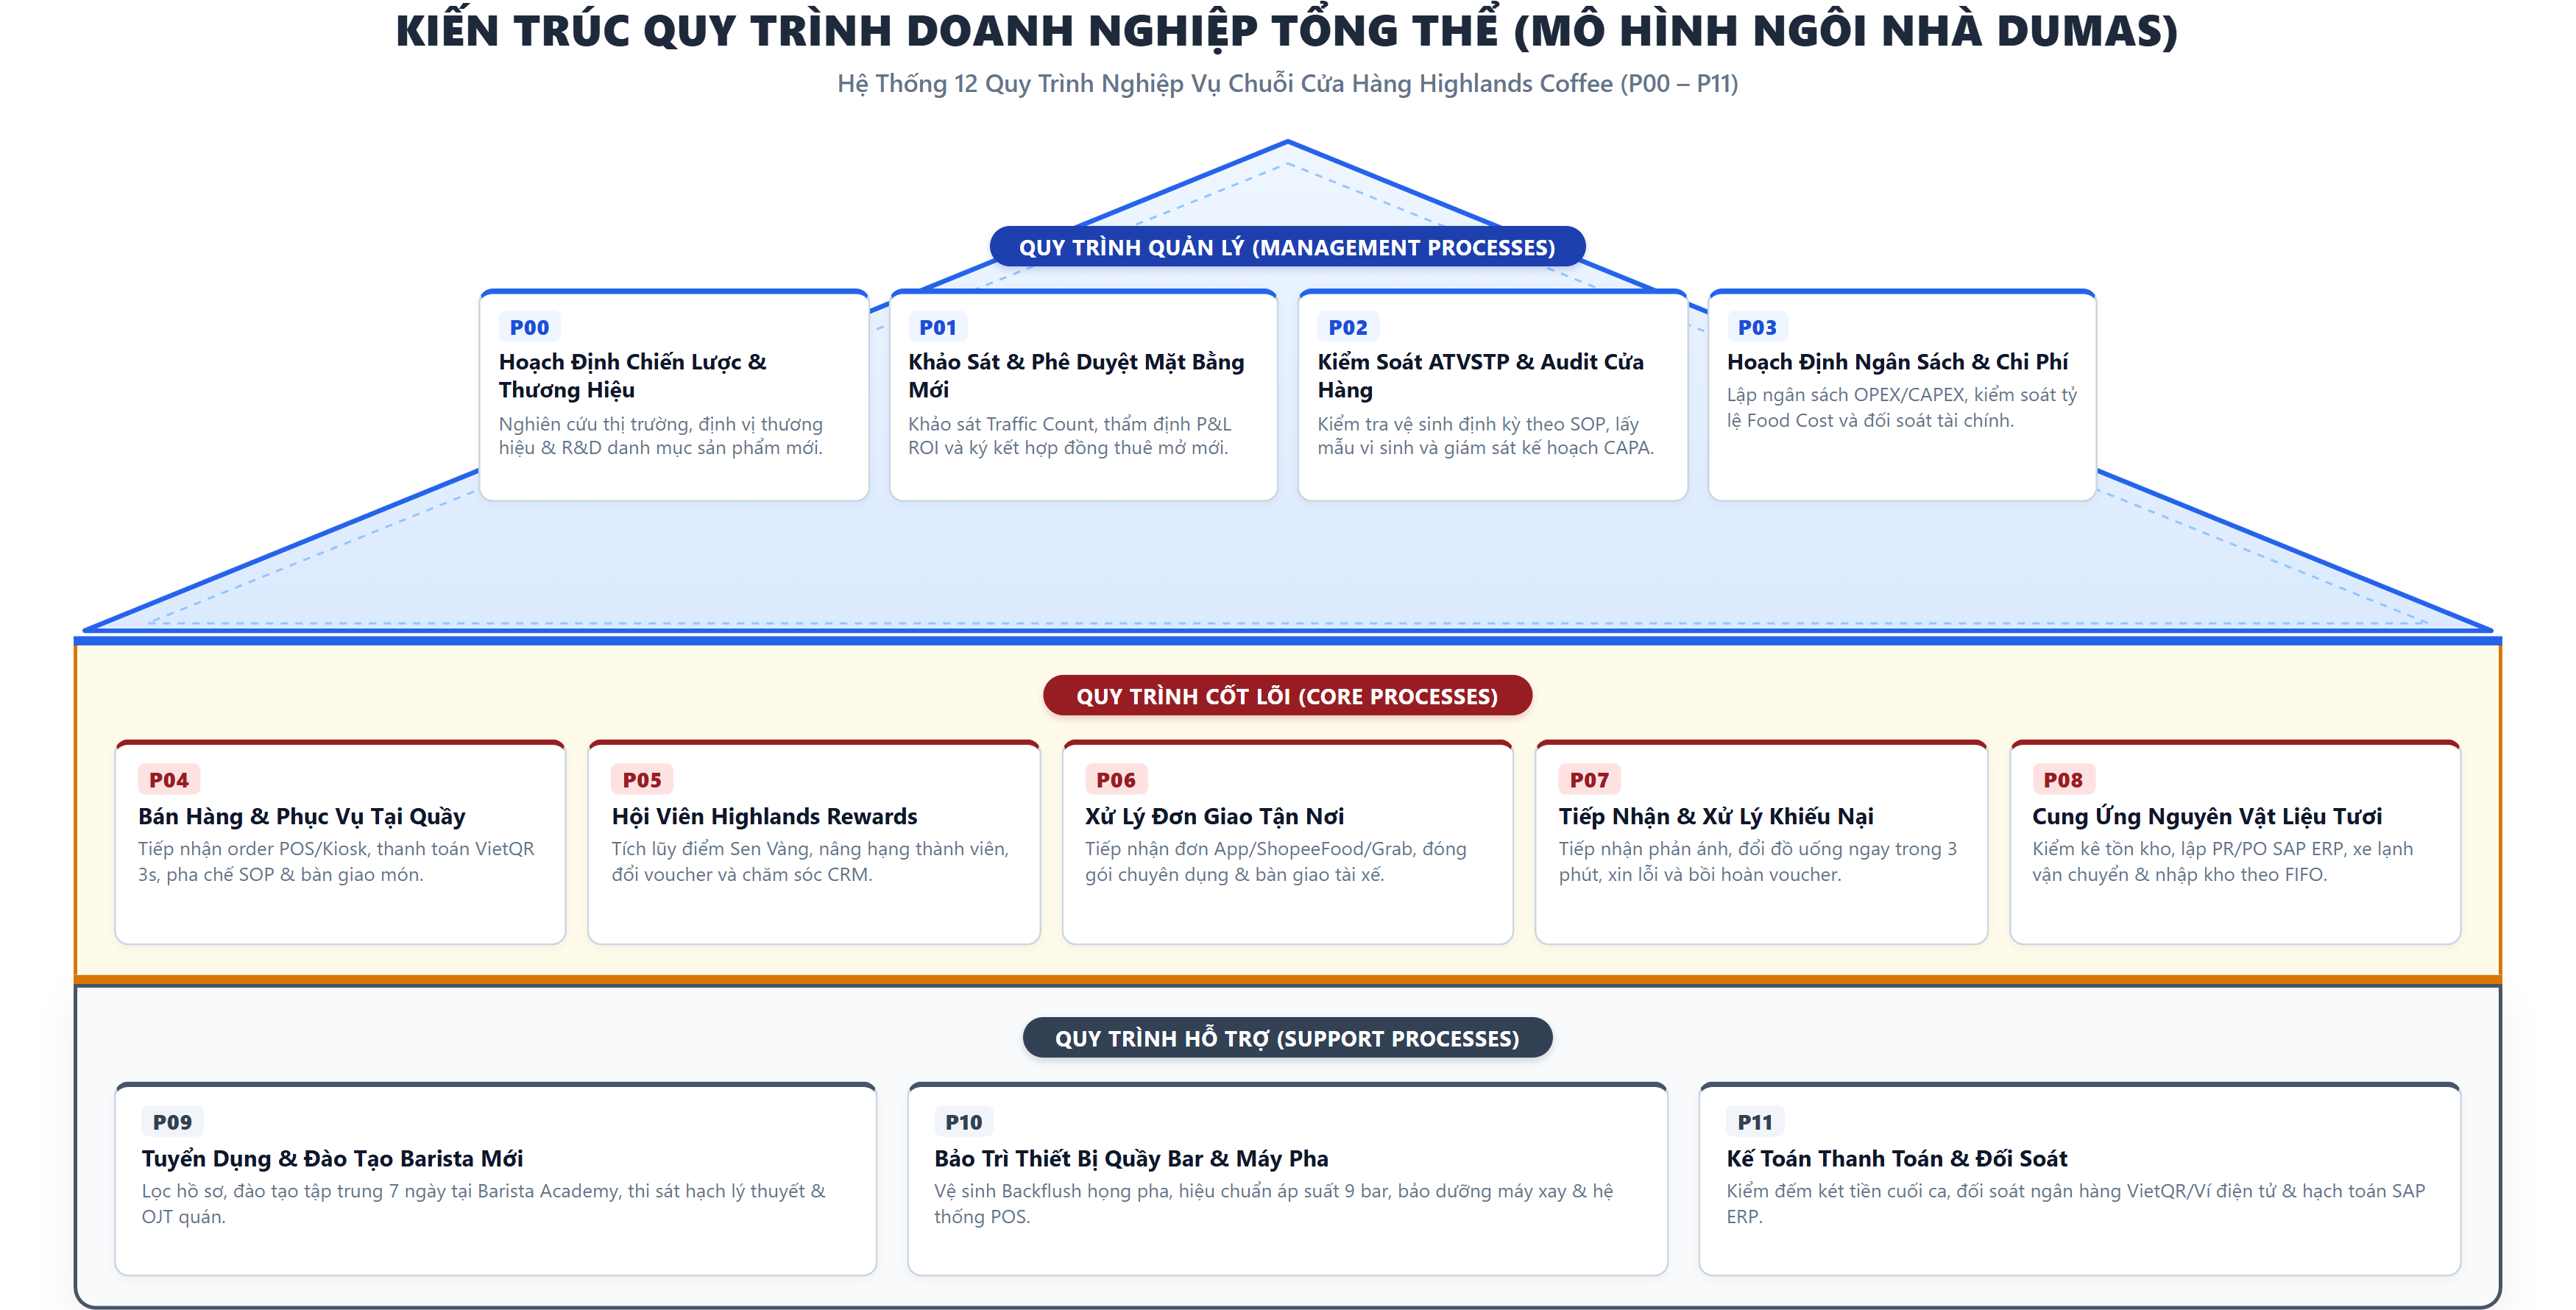 KIẾN TRÚC QUY TRÌNH DOANH NGHIỆP TỔNG THỂ (MÔ HÌNH NGÔI NHÀ DUMAS)
Hệ Thống 12 Quy Trình Nghiệp Vụ Chuỗi Cửa Hàng Highlands Coffee (P00 – P11)
QUY TRÌNH QUẢN LÝ (MANAGEMENT PROCESSES)
P00
Hoạch Định Chiến Lược &
Thương Hiệu
Nghiên cứu thị trường, định vị thương
hiệu & R&D danh mục sản phẩm mới.
P01
Khảo Sát & Phê Duyệt Mặt Bằng
Mới
Khảo sát Traffic Count, thẩm định P&L
ROI và ký kết hợp đồng thuê mở mới.
P02
Kiểm Soát ATVSTP & Audit Cửa
Hàng
Kiểm tra vệ sinh định kỳ theo SOP, lấy
mẫu vi sinh và giám sát kế hoạch CAPA.
P03
Hoạch Định Ngân Sách & Chi Phí
Lập ngân sách OPEX/CAPEX, kiểm soát tỷ
lệ Food Cost và đối soát tài chính.
QUY TRÌNH CỐT LÕI (CORE PROCESSES)
P04
Bán Hàng & Phục Vụ Tại Quầy
Tiếp nhận order POS/Kiosk, thanh toán VietQR
3s, pha chế SOP & bàn giao món.
P05
Hội Viên Highlands Rewards
Tích lũy điểm Sen Vàng, nâng hạng thành viên,
đổi voucher và chăm sóc CRM.
P06
Xử Lý Đơn Giao Tận Nơi
Tiếp nhận đơn App/ShopeeFood/Grab, đóng
gói chuyên dụng & bàn giao tài xế.
P07
Tiếp Nhận & Xử Lý Khiếu Nại
Tiếp nhận phản ánh, đổi đồ uống ngay trong 3
phút, xin lỗi và bồi hoàn voucher.
P08
Cung Ứng Nguyên Vật Liệu Tươi
Kiểm kê tồn kho, lập PR/PO SAP ERP, xe lạnh
vận chuyển & nhập kho theo FIFO.
QUY TRÌNH HỖ TRỢ (SUPPORT PROCESSES)
P09
Tuyển Dụng & Đào Tạo Barista Mới
Lọc hồ sơ, đào tạo tập trung 7 ngày tại Barista Academy, thi sát hạch lý thuyết &
OJT quán.
P10
Bảo Trì Thiết Bị Quầy Bar & Máy Pha
Vệ sinh Backflush họng pha, hiệu chuẩn áp suất 9 bar, bảo dưỡng máy xay & hệ
thống POS.
P11
Kế Toán Thanh Toán & Đối Soát
Kiểm đếm két tiền cuối ca, đối soát ngân hàng VietQR/Ví điện tử & hạch toán SAP
ERP.